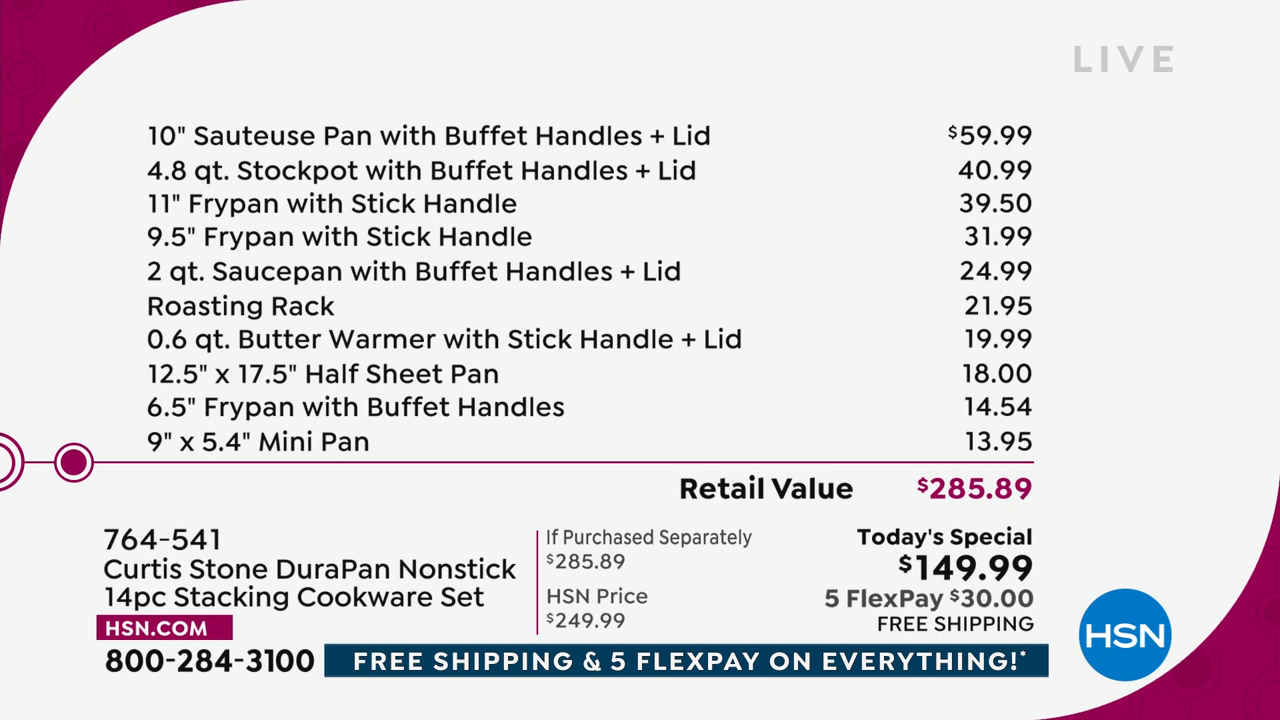 LIVE
10" Sauteuse Pan with Buffet Handles + Lid $59.99
4.8 qt. Stockpot with Buffet Handles + Lid 40.99
11" Frypan with Stick Handle 39.50
9.5" Frypan with Stick Handle 31.99
2 qt. Saucepan with Buffet Handles + Lid 24.99
Roasting Rack 21.95
0.6 qt. Butter Warmer with Stick Handle + Lid 19.99
12.5" x 17.5" Half Sheet Pan 18.00
6.5" Frypan with Buffet Handles 14.54
9" x 5.4" Mini Pan 13.95
Retail Value $285.89
764-541
Curtis Stone DuraPan Nonstick
14pc Stacking Cookware Set
HSN.COM
800-284-3100
If Purchased Separately
$285.89
HSN Price
$249.99
Today's Special
$149.99
5 FlexPay $30.00
FREE SHIPPING
FREE SHIPPING & 5 FLEXPAY ON EVERYTHING!*
HSN